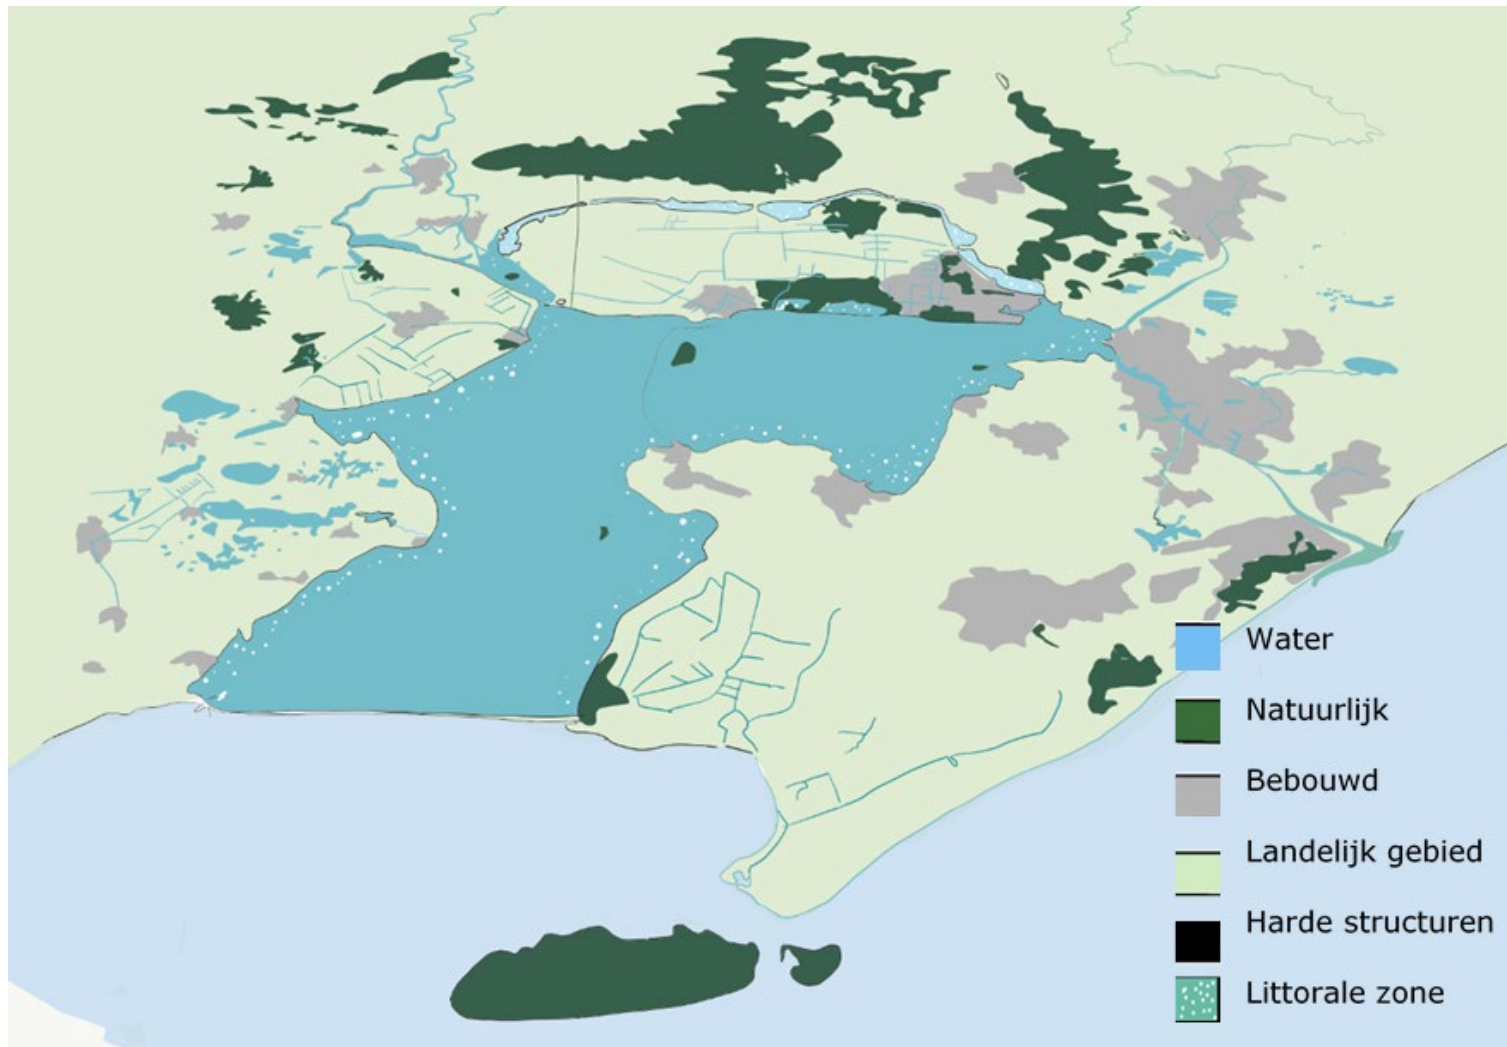 Water
Natuurlijk
Bebouwd
Landelijk gebied
Harde structuren
Littorale zone